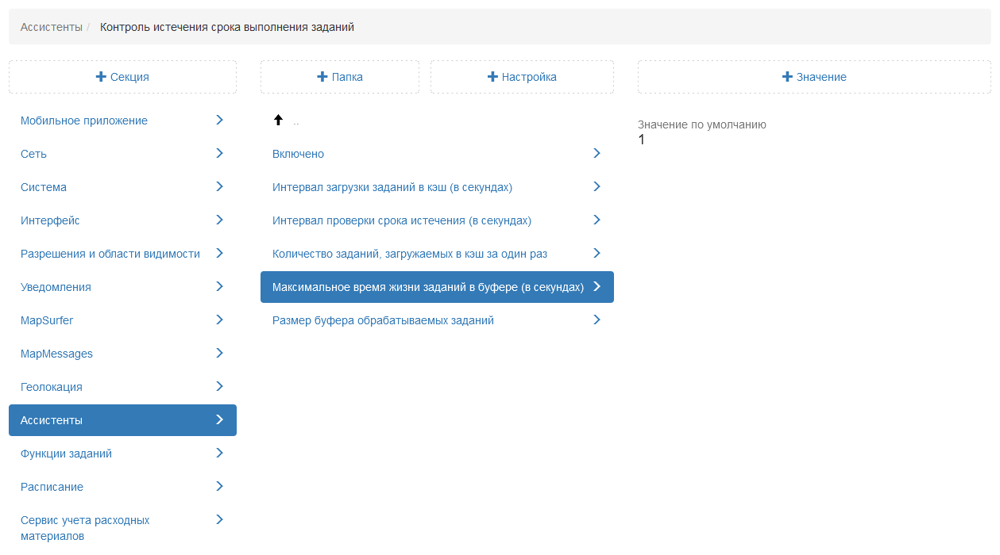 Ассистенты / Контроль истечения срока выполнения заданий
Секция
Папка
Настройка
Значение
Мобильное приложение
Сеть
Система
Интерфейс
Разрешения и области видимости
Уведомления
MapSurfer
MapMessages
Геолокация
Ассистенты
Функции заданий
Расписание
Сервис учета расходных
материалов
..
Включено
Интервал загрузки заданий в кэш (в секундах)
Интервал проверки срока истечения (в секундах)
Количество заданий, загружаемых в кэш за один раз
Максимальное время жизни заданий в буфере (в секундах)
Размер буфера обрабатываемых заданий
Значение по умолчанию
1